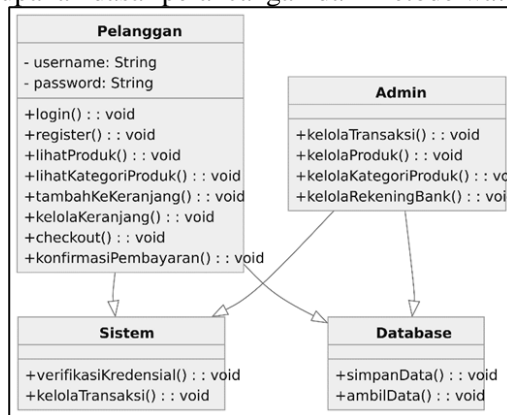 Pelanggan
- username: String
- password: String
+login() : : void
+register() : : void
+lihatProduk() : : void
+lihatKategoriProduk() : : void
+tambahKeKeranjang() : : void
+kelolaKeranjang() : : void
+checkout() : : void
+konfirmasiPembayaran() : : void
Admin
+kelolaTransaksi() : : void
+kelolaProduk() : : void
+kelolaKategoriProduk() : : void
+kelolaRekeningBank() : : void
Sistem
+verifikasiKredensial() : : void
+kelolaTransaksi() : : void
Database
+simpanData() : : void
+ambilData() : : void